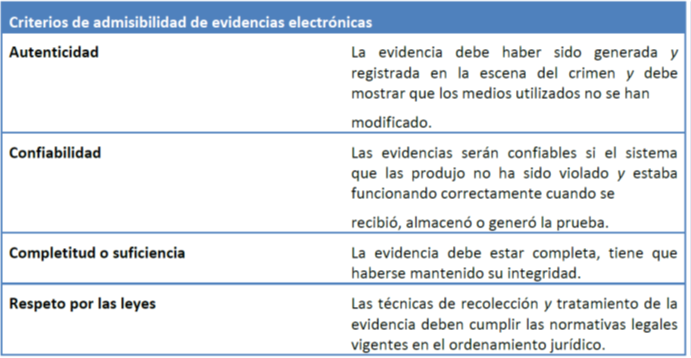 Criterios de admisibilidad de evidencias electrónicas
Autenticidad
La evidencia debe haber sido generada y
registrada en la escena del crimen y debe
mostrar que los medios utilizados no se han
modificado.
Confiabilidad
Las evidencias serán confiables si el sistema
que las produjo no ha sido violado y estaba
funcionando correctamente cuando se
recibió, almacenó o generó la prueba.
Completitud o suficiencia
La evidencia debe estar completa, tiene que
haberse mantenido su integridad.
Respeto por las leyes
Las técnicas de recolección y tratamiento de la
evidencia deben cumplir las normativas legales
vigentes en el ordenamiento jurídico.